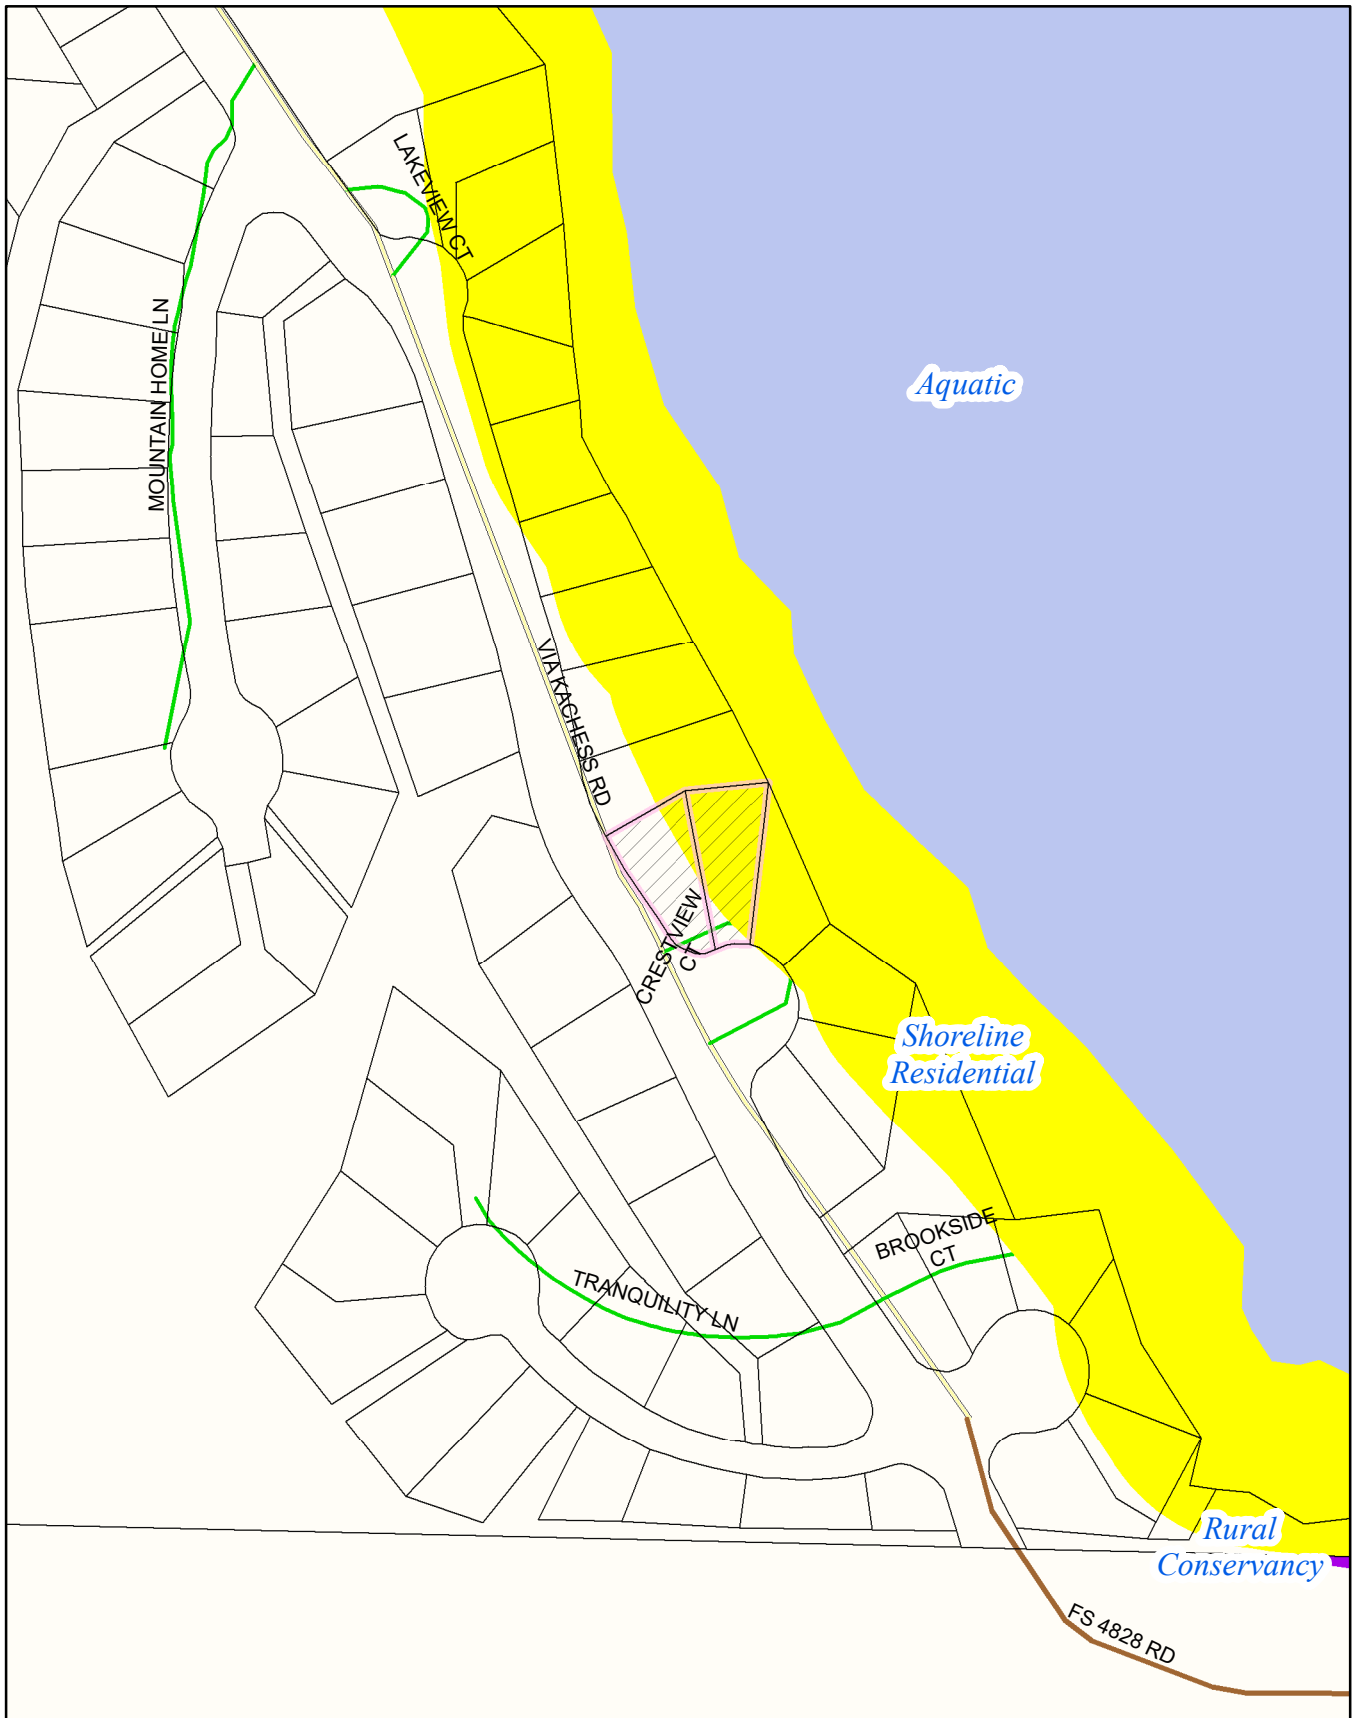 LAKEVIEW CT
MOUNTAIN HOME LN
Aquatic
VIA KACHESS RD
CRESTVIEW
CT
Shoreline
Residential
BROOKSIDE
CT
TRANQUILITY LN
Rural
Conservancy
FS 4828 RD